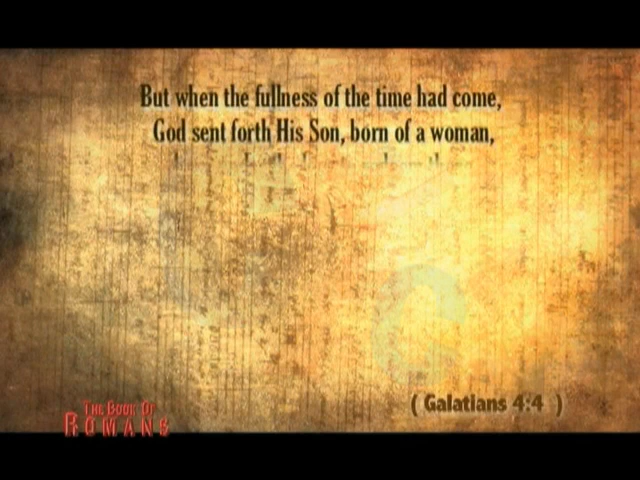 But when the fullness of the time had come,
God sent forth His Son, born of a woman,
THE BOOK OF
ROMANS
( Galatians 4:4 )